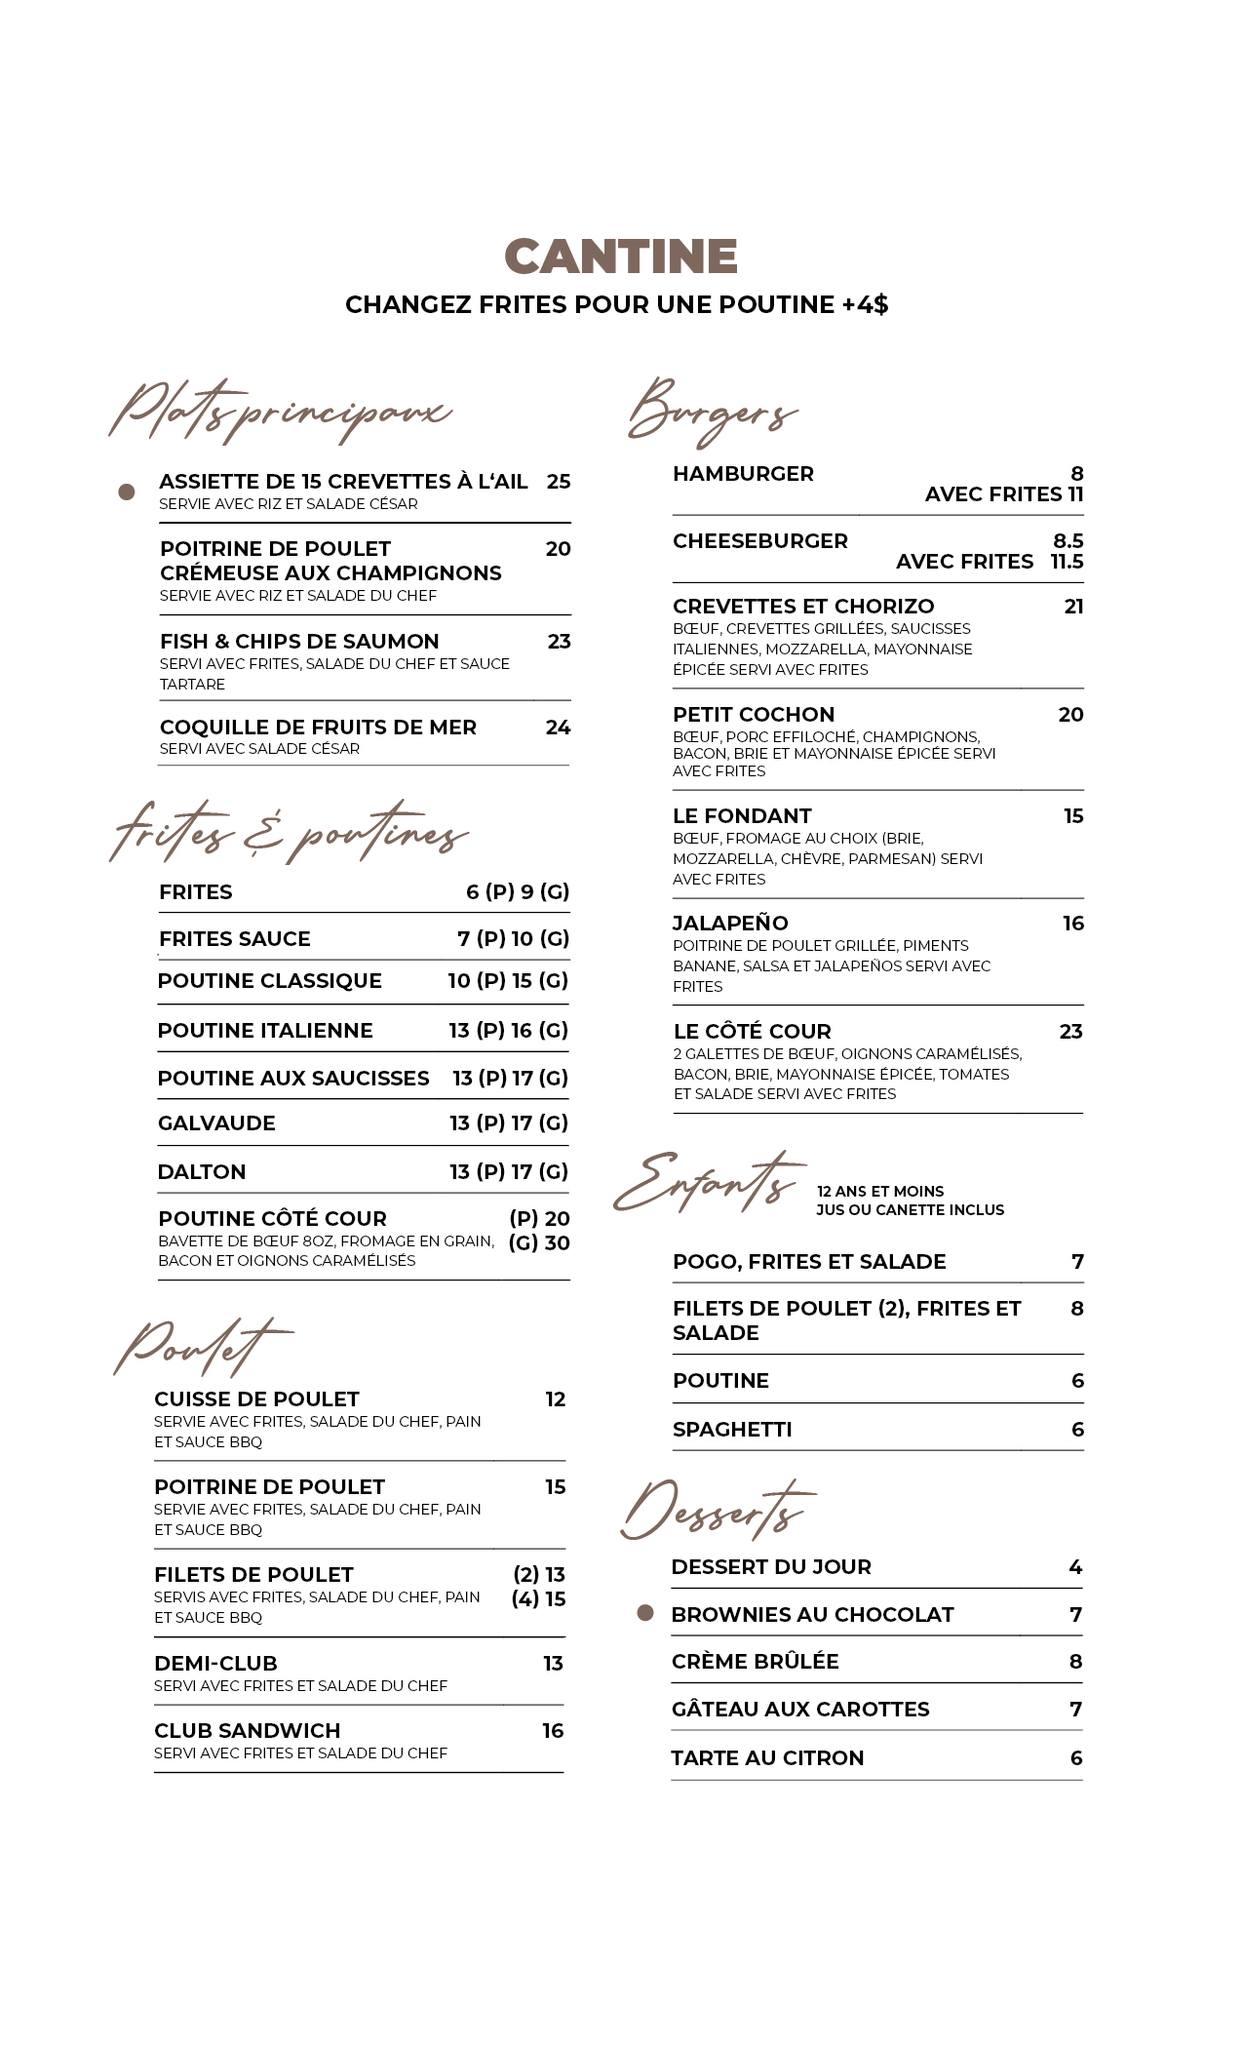 CANTINE
CHANGEZ FRITES POUR UNE POUTINE +4$
Plats principaux
ASSIETTE DE 15 CREVETTES À L‘AIL 25
SERVIE AVEC RIZ ET SALADE CÉSAR
POITRINE DE POULET 20
CRÉMEUSE AUX CHAMPIGNONS
SERVIE AVEC RIZ ET SALADE DU CHEF
FISH & CHIPS DE SAUMON 23
SERVI AVEC FRITES, SALADE DU CHEF ET SAUCE
TARTARE
COQUILLE DE FRUITS DE MER 24
SERVI AVEC SALADE CÉSAR
frites & poutines
FRITES 6 (P) 9 (G)
FRITES SAUCE 7 (P) 10 (G)
POUTINE CLASSIQUE 10 (P) 15 (G)
POUTINE ITALIENNE 13 (P) 16 (G)
POUTINE AUX SAUCISSES 13 (P) 17 (G)
GALVAUDE 13 (P) 17 (G)
DALTON 13 (P) 17 (G)
POUTINE CÔTÉ COUR (P) 20
BAVETTE DE BŒUF 8OZ, FROMAGE EN GRAIN, (G) 30
BACON ET OIGNONS CARAMÉLISÉS
Poulet
CUISSE DE POULET 12
SERVIE AVEC FRITES, SALADE DU CHEF, PAIN
ET SAUCE BBQ
POITRINE DE POULET 15
SERVIE AVEC FRITES, SALADE DU CHEF, PAIN
ET SAUCE BBQ
FILETS DE POULET (2) 13
SERVIS AVEC FRITES, SALADE DU CHEF, PAIN (4) 15
ET SAUCE BBQ
DEMI-CLUB 13
SERVI AVEC FRITES ET SALADE DU CHEF
CLUB SANDWICH 16
SERVI AVEC FRITES ET SALADE DU CHEF
Burgers
HAMBURGER 8
AVEC FRITES 11
CHEESEBURGER 8.5
AVEC FRITES 11.5
CREVETTES ET CHORIZO 21
BŒUF, CREVETTES GRILLÉES, SAUCISSES
ITALIENNES, MOZZARELLA, MAYONNAISE
ÉPICÉE SERVI AVEC FRITES
PETIT COCHON 20
BŒUF, PORC EFFILOCHÉ, CHAMPIGNONS,
BACON, BRIE ET MAYONNAISE ÉPICÉE SERVI
AVEC FRITES
LE FONDANT 15
BŒUF, FROMAGE AU CHOIX (BRIE,
MOZZARELLA, CHÈVRE, PARMESAN) SERVI
AVEC FRITES
JALAPEÑO 16
POITRINE DE POULET GRILLÉE, PIMENTS
BANANE, SALSA ET JALAPEÑOS SERVI AVEC
FRITES
LE CÔTÉ COUR 23
2 GALETTES DE BŒUF, OIGNONS CARAMÉLISÉS,
BACON, BRIE, MAYONNAISE ÉPICÉE, TOMATES
ET SALADE SERVI AVEC FRITES
Enfants
12 ANS ET MOINS
JUS OU CANETTE INCLUS
POGO, FRITES ET SALADE 7
FILETS DE POULET (2), FRITES ET 8
SALADE
POUTINE 6
SPAGHETTI 6
Desserts
DESSERT DU JOUR 4
BROWNIES AU CHOCOLAT 7
CRÈME BRÛLÉE 8
GÂTEAU AUX CAROTTES 7
TARTE AU CITRON 6